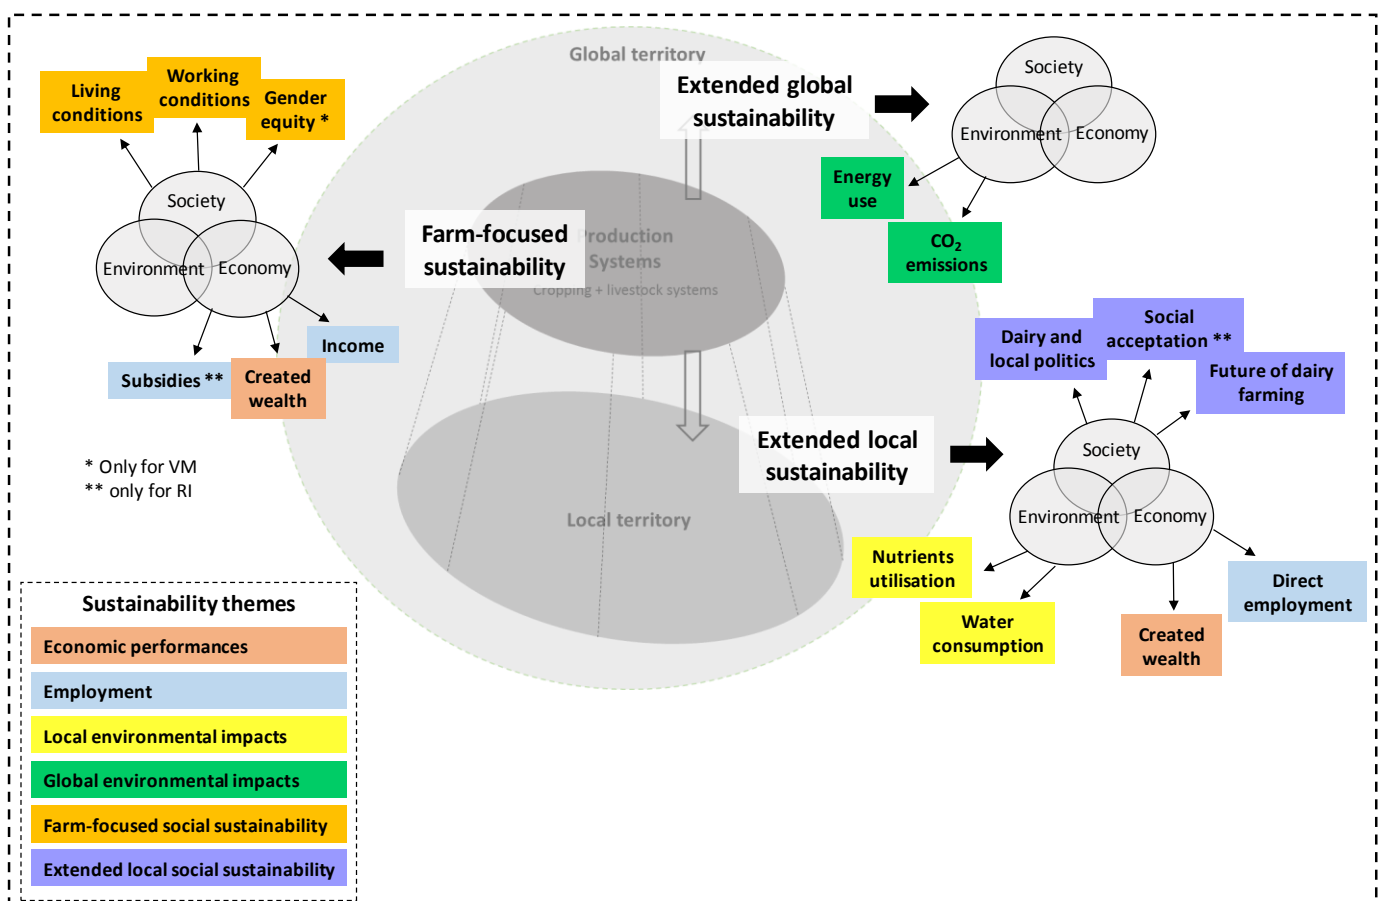 Global territory
Extended global
sustainability
Society
Environment
Economy
Energy
use
CO₂
emissions
Living
conditions
Working
conditions
Gender
equity *
Society
Environment
Economy
Farm-focused
sustainability
Production
Systems
Cropping + livestock systems
Income
Subsidies **
Created
wealth
* Only for VM
** only for RI
Dairy and
local politics
Social
acceptation **
Future of dairy
farming
Extended local
sustainability
Society
Environment
Economy
Local territory
Nutrients
utilisation
Water
consumption
Created
wealth
Direct
employment
Sustainability themes
Economic performances
Employment
Local environmental impacts
Global environmental impacts
Farm-focused social sustainability
Extended local social sustainability